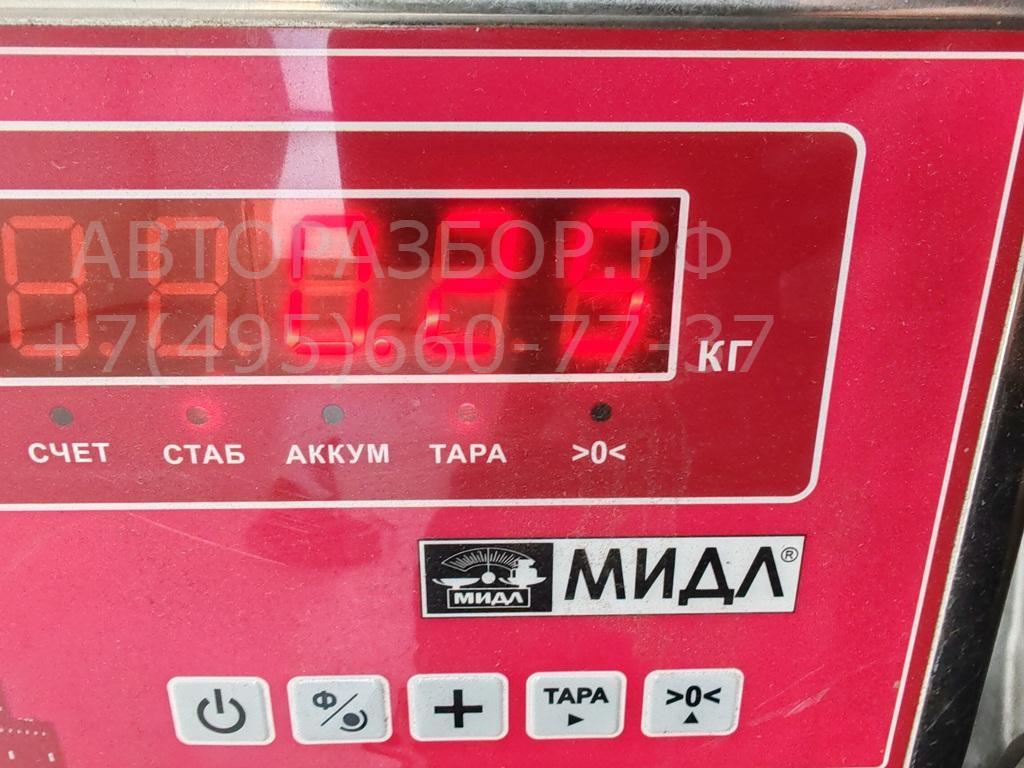 АВТОРАЗБОР.РФ
+7(495)660-77-37
КГ
СЧЕТ СТАБ АККУМ ТАРА >0<
МИДЛ МИДЛ®
Ф ТАРА >0<